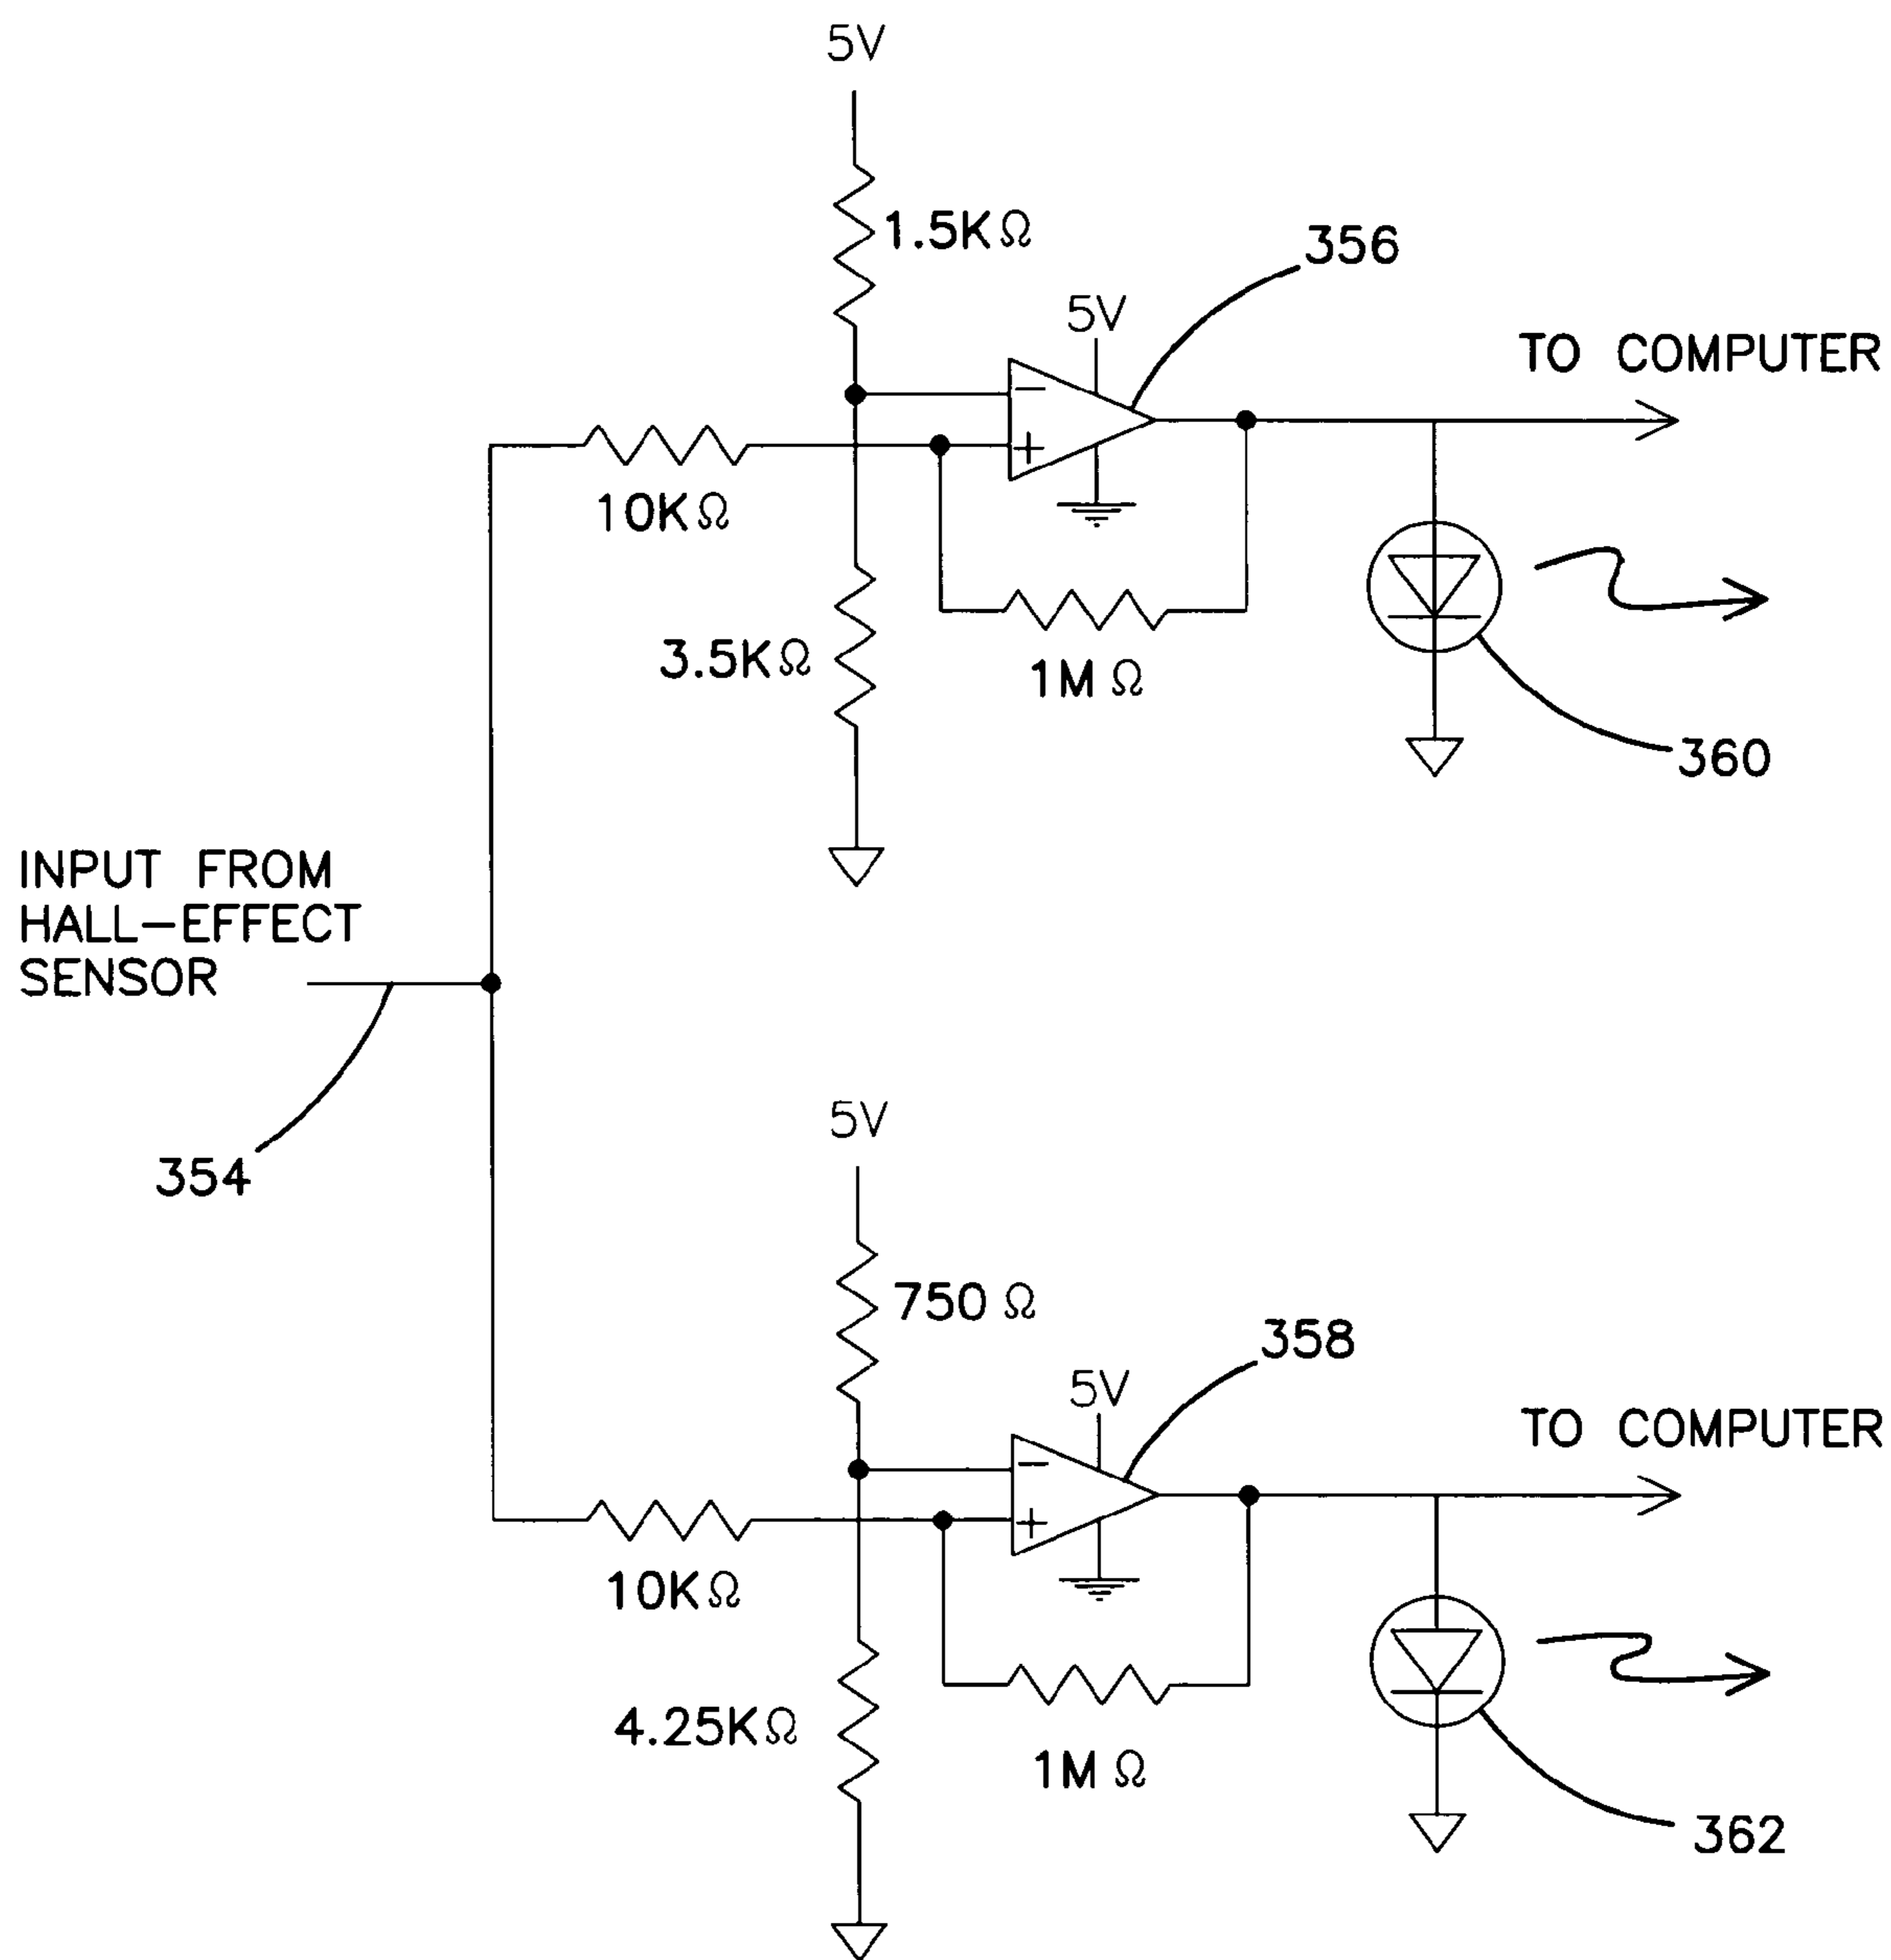 5V
1.5KΩ
356
5V
TO COMPUTER
−
+
10KΩ
3.5KΩ
1M Ω
360
INPUT FROM
HALL−EFFECT
SENSOR
354
5V
750 Ω
358
5V
TO COMPUTER
−
+
10KΩ
4.25KΩ
1M Ω
362